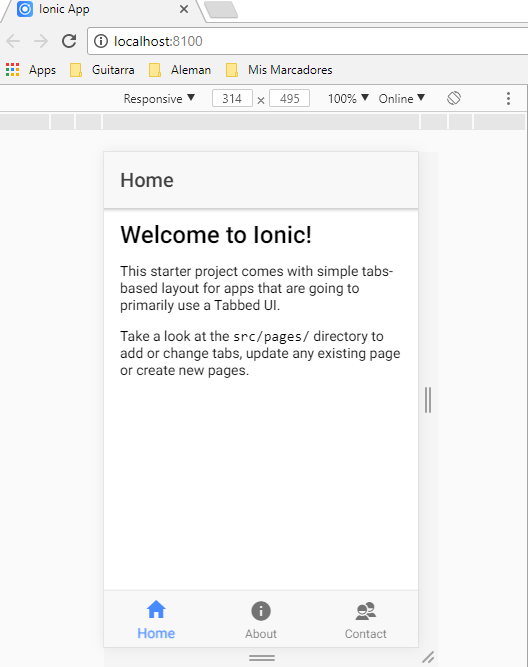 Ionic App
localhost:8100
Apps Guitarra Aleman Mis Marcadores
Responsive ▼ 314 × 495 100% ▼ Online ▼
Home
Welcome to Ionic!
This starter project comes with simple tabs-
based layout for apps that are going to
primarily use a Tabbed UI.
Take a look at the src/pages/ directory to
add or change tabs, update any existing page
or create new pages.
Home About Contact